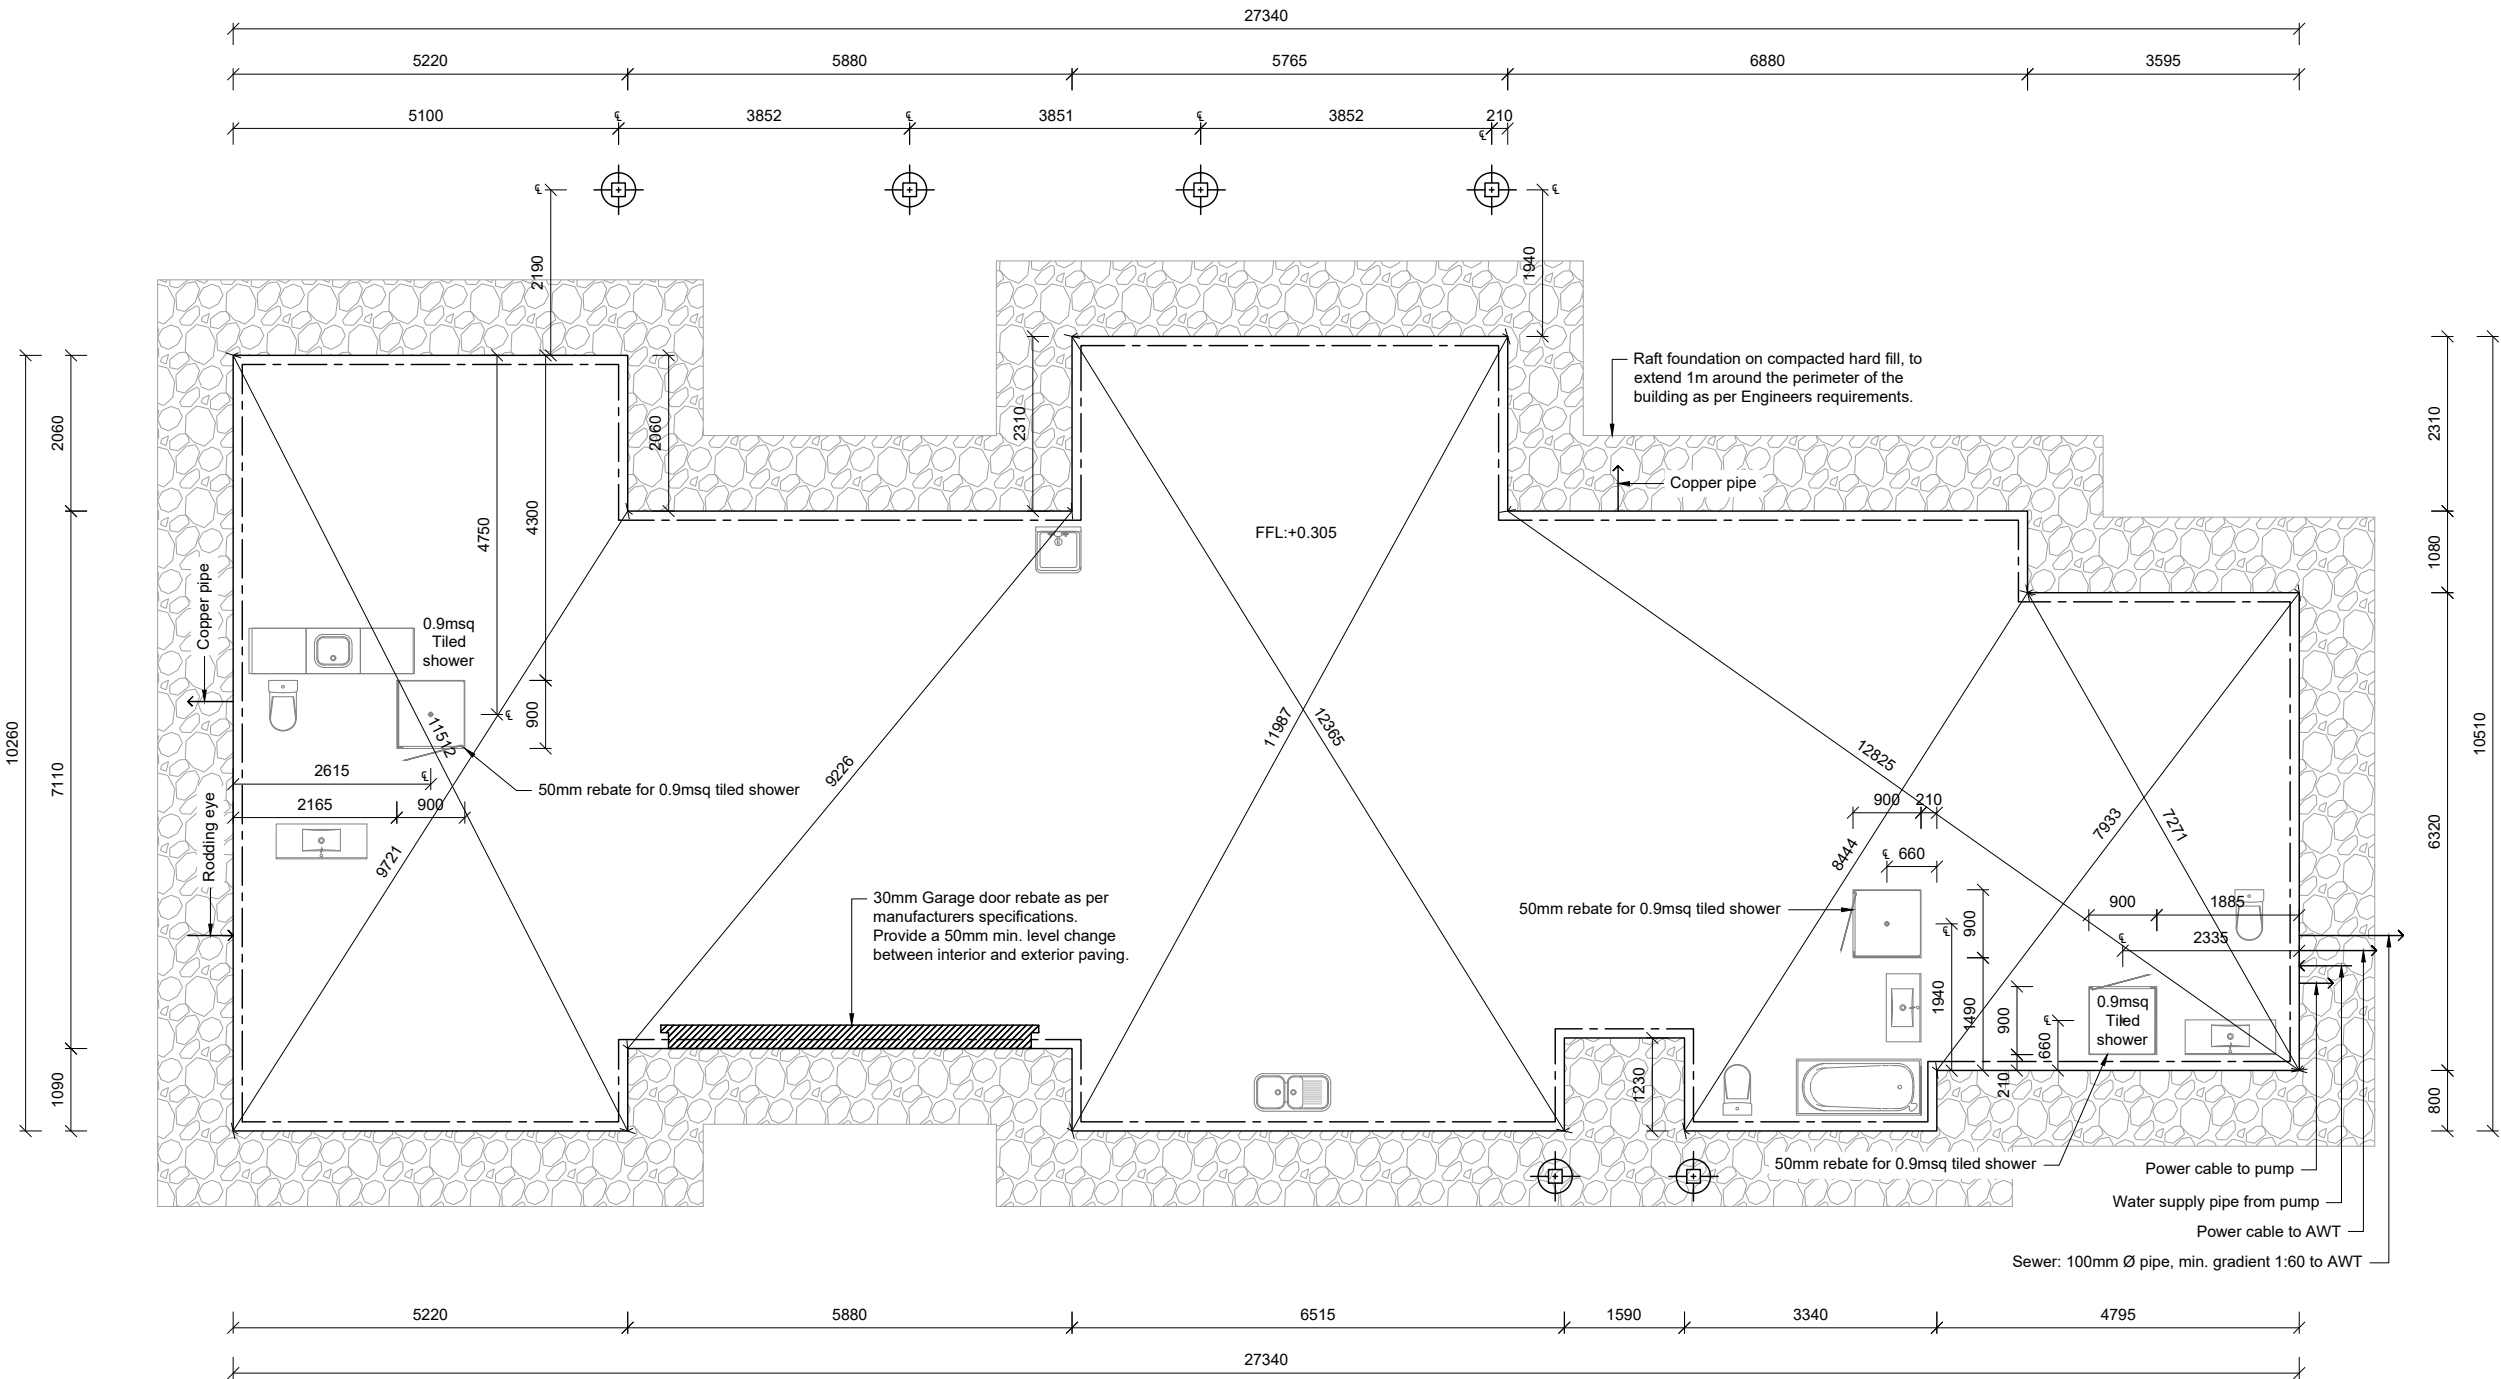 27340
5220 5880 5765 6880 3595
5100 ℄ 3852 ℄ 3851 ℄ 3852 ℄ 210
℄ ℄
2190 1940
Raft foundation on compacted hard fill, to
extend 1m around the perimeter of the
building as per Engineers requirements.
2060 2060 2310 2310
Copper pipe
4750 4300
FFL:+0.305
1080
Copper pipe
0.9msq
Tiled
shower
℄
900
11512
10260 7110
11987 12365
12825
10510
2615 ℄
50mm rebate for 0.9msq tiled shower
9226
2165 900
900 210
7933 7271
6320
Rodding eye
9721
8444
℄ 660
30mm Garage door rebate as per
manufacturers specifications.
Provide a 50mm min. level change
between interior and exterior paving.
50mm rebate for 0.9msq tiled shower
900
900 1885
℄
℄ 2335
1940 1490
900
0.9msq
Tiled
shower
℄
660
210
1090
1230
800
50mm rebate for 0.9msq tiled shower
Power cable to pump
Water supply pipe from pump
Power cable to AWT
Sewer: 100mm Ø pipe, min. gradient 1:60 to AWT
5220 5880 6515 1590 3340 4795
27340